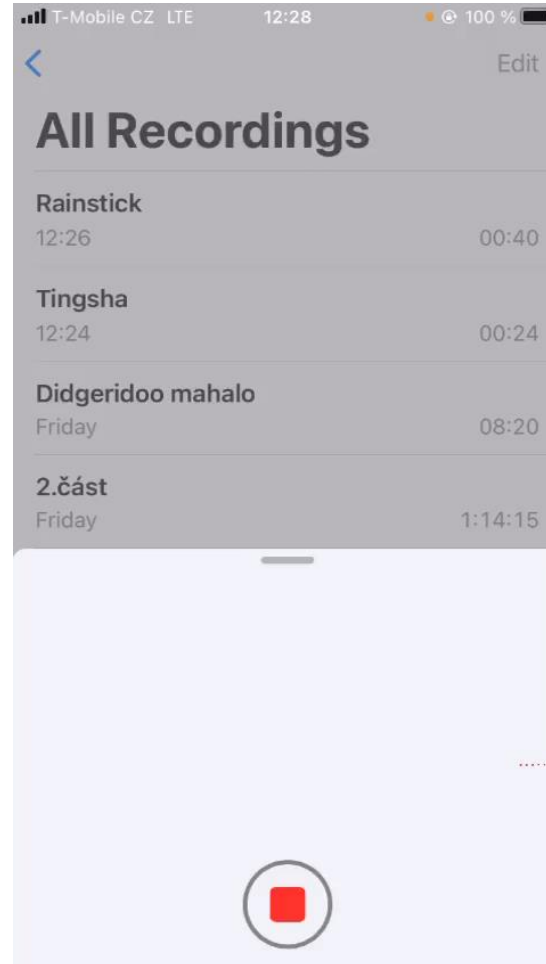 T-Mobile CZ LTE 12:28 100 %
Edit
All Recordings
Rainstick
12:26 00:40
Tingsha
12:24 00:24
Didgeridoo mahalo
Friday 08:20
2.část
Friday 1:14:15